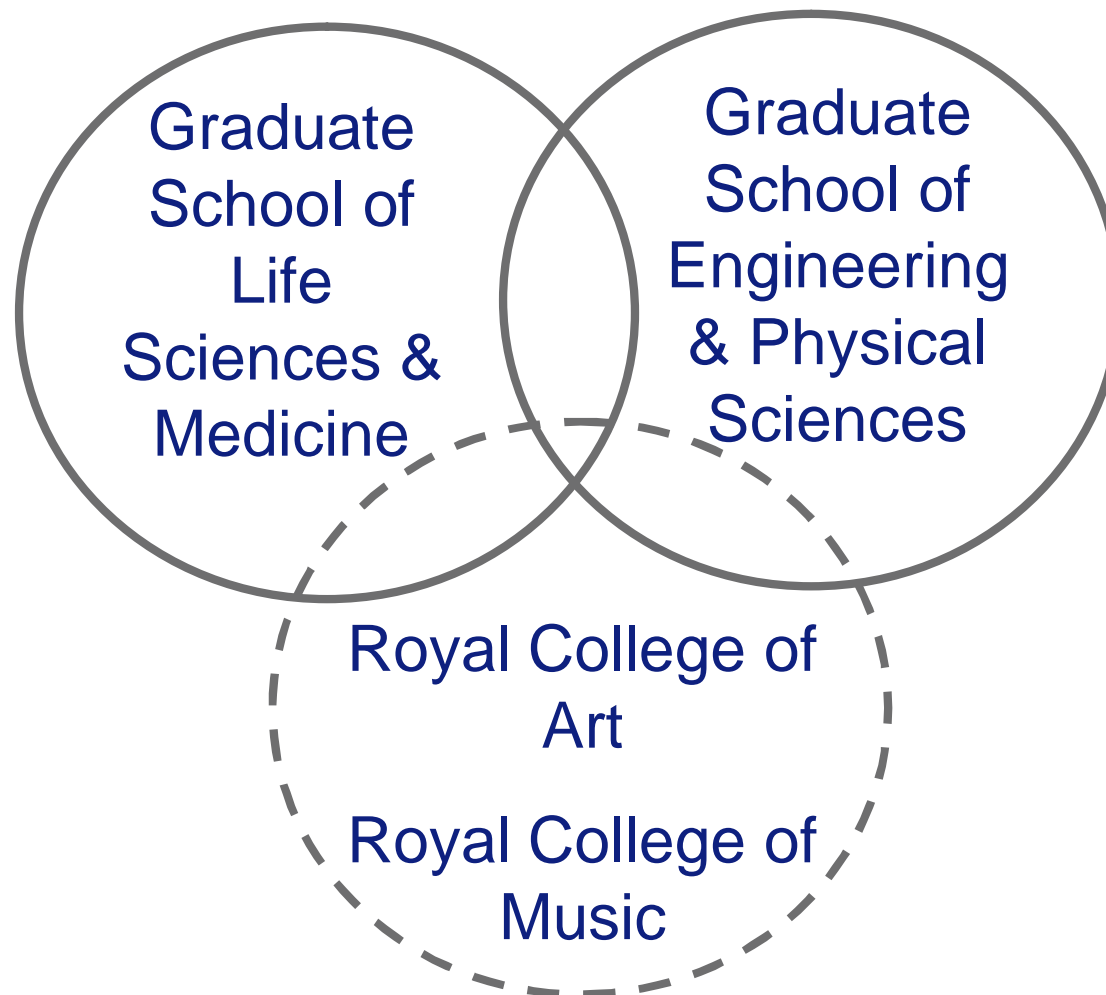 Graduate
School of
Life
Sciences &
Medicine
Graduate
School of
Engineering
& Physical
Sciences
Royal College of
Art
Royal College of
Music